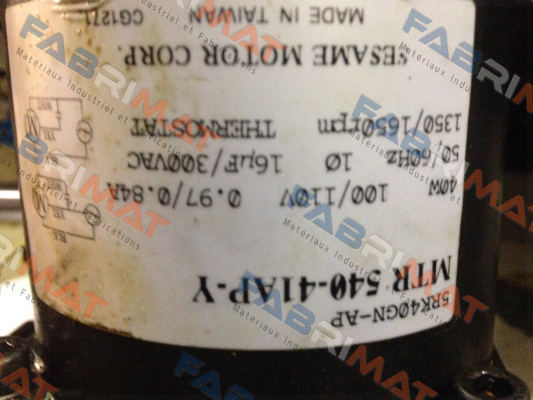 5RK40GN-AP
MTR 540-41AP-Y
40W 100/110V 0.97/0.84A
50/60Hz 1Ø 16µF/300VAC
1350/1650rpm THERMOSTAT
SESAME MOTOR CORP.
MADE IN TAIWAN CG127
FABRIMAT
Materiaux Industriel et Fabrications